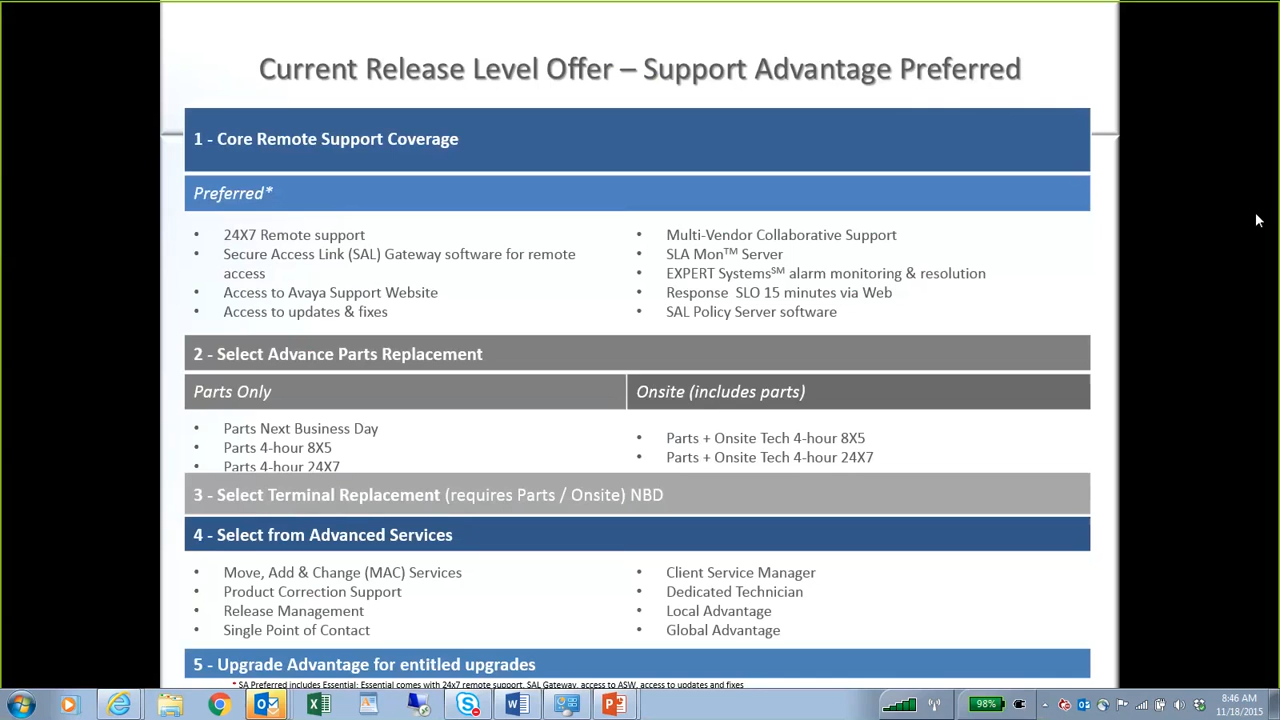 Current Release Level Offer – Support Advantage Preferred
1 - Core Remote Support Coverage
Preferred*
• 24X7 Remote support
• Secure Access Link (SAL) Gateway software for remote
access
• Access to Avaya Support Website
• Access to updates & fixes
• Multi-Vendor Collaborative Support
• SLA Mon™ Server
• EXPERT Systems℠ alarm monitoring & resolution
• Response  SLO 15 minutes via Web
• SAL Policy Server software
2 - Select Advance Parts Replacement
Parts Only
• Parts Next Business Day
• Parts 4-hour 8X5
• Parts 4-hour 24X7
Onsite (includes parts)
• Parts + Onsite Tech 4-hour 8X5
• Parts + Onsite Tech 4-hour 24X7
3 - Select Terminal Replacement (requires Parts / Onsite) NBD
4 - Select from Advanced Services
• Move, Add & Change (MAC) Services
• Product Correction Support
• Release Management
• Single Point of Contact
• Client Service Manager
• Dedicated Technician
• Local Advantage
• Global Advantage
5 - Upgrade Advantage for entitled upgrades
* SA Preferred includes Essential: Essential comes with 24x7 remote support, SAL Gateway, access to ASW, access to updates and fixes
98%
8:46 AM
11/18/2015